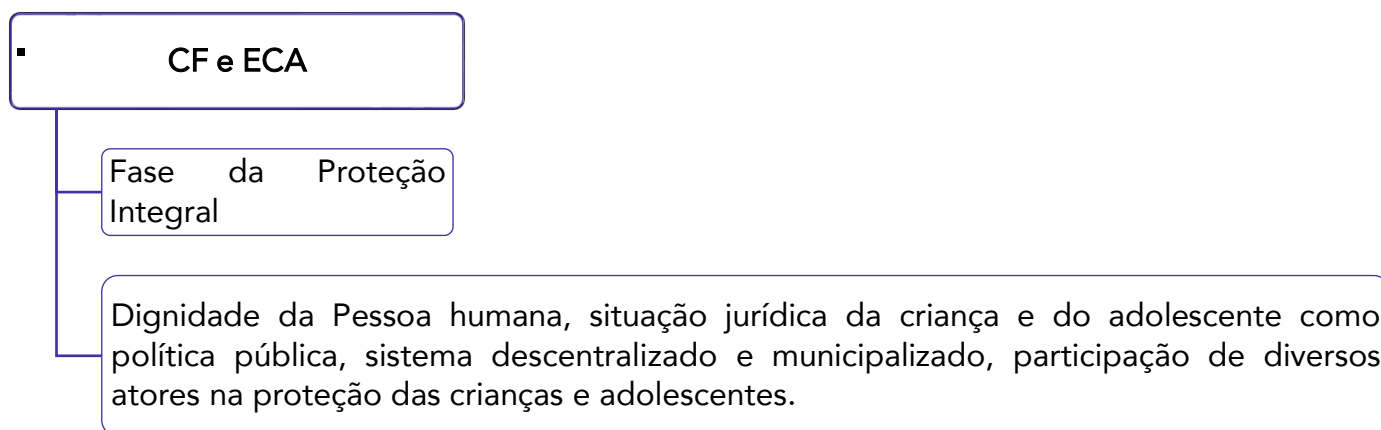 CF e ECA
Fase da Proteção
Integral
Dignidade da Pessoa humana, situação jurídica da criança e do adolescente como
política pública, sistema descentralizado e municipalizado, participação de diversos
atores na proteção das crianças e adolescentes.